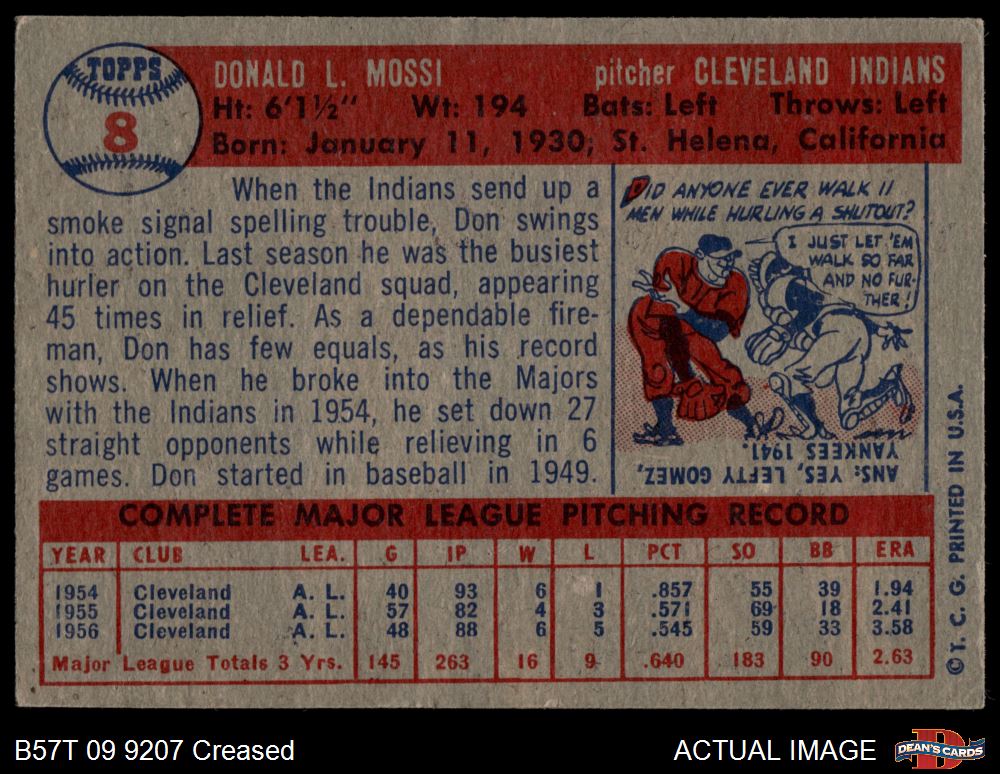 TOPPS
8
DONALD L. MOSSI pitcher CLEVELAND INDIANS
Ht: 6'1½" Wt: 194 Bats: Left Throws: Left
Born: January 11, 1930; St. Helena, California
When the Indians send up a
smoke signal spelling trouble, Don swings
into action. Last season he was the busiest
hurler on the Cleveland squad, appearing
45 times in relief. As a dependable fire-
man, Don has few equals, as his record
shows. When he broke into the Majors
with the Indians in 1954, he set down 27
straight opponents while relieving in 6
games. Don started in baseball in 1949.
DID ANYONE EVER WALK 11
MEN WHILE HURLING A SHUTOUT?
I JUST LET 'EM
WALK SO FAR
AND NO FUR-
THER!
ANS: YES, LEFTY GOMEZ,
YANKEES 1941.
COMPLETE MAJOR LEAGUE PITCHING RECORD
YEAR CLUB LEA. G IP W L PCT SO BB ERA
1954 Cleveland A. L. 40 93 6 1 .857 55 39 1.94
1955 Cleveland A. L. 57 82 4 3 .571 69 18 2.41
1956 Cleveland A. L. 48 88 6 5 .545 59 33 3.58
Major League Totals 3 Yrs. 145 263 16 9 .640 183 90 2.63
© T. C. G. PRINTED IN U.S.A.
B57T 09 9207 Creased ACTUAL IMAGE
D
DEAN'S CARDS